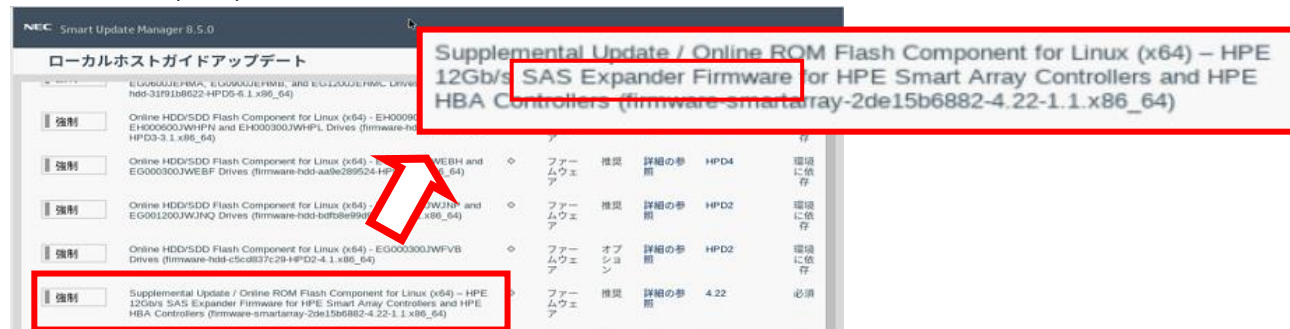 NEC Smart Update Manager 8.5.0
ローカルホストガイドアップデート
Supplemental Update / Online ROM Flash Component for Linux (x64) – HPE
12Gb/s SAS Expander Firmware for HPE Smart Array Controllers and HPE
HBA Controllers (firmware-smartarray-2de15b6882-4.22-1.1.x86_64)
EG0600JEHMA, EG0900JEHMB, and EG1200JEHMC Drives
hdd-31f91b8622-HPD5-6.1.x86_64)
強制
Online HDD/SDD Flash Component for Linux (x64) -
EH000600JWHPN and EH000300JWHPL Drives
HPD3-3.1.x86_64)
ア
存
強制
Online HDD/SDD Flash Component for Linux (x64) - WEBH and
EG000300JWEBF Drives (firmware-hdd-aa9e289524-
ファームウェア
推奨
詳細の参照
HPD4
環境に依存
強制
Online HDD/SDD Flash Component for Linux (x64) - and
EG001200JWJNQ Drives
ファームウェア
推奨
詳細の参照
HPD2
環境に依存
強制
Online HDD/SDD Flash Component for Linux (x64) - EG000300JWFVB
Drives (firmware-hdd-c5cd837c29-HPD2-4.1.x86_64)
ファームウェア
オプション
詳細の参照
HPD2
環境に依存
強制
Supplemental Update / Online ROM Flash Component for Linux (x64) – HPE
12Gb/s SAS Expander Firmware for HPE Smart Array Controllers and HPE
HBA Controllers (firmware-smartarray-2de15b6882-4.22-1.1.x86_64)
ファームウェア
推奨
詳細の参照
4.22
必須